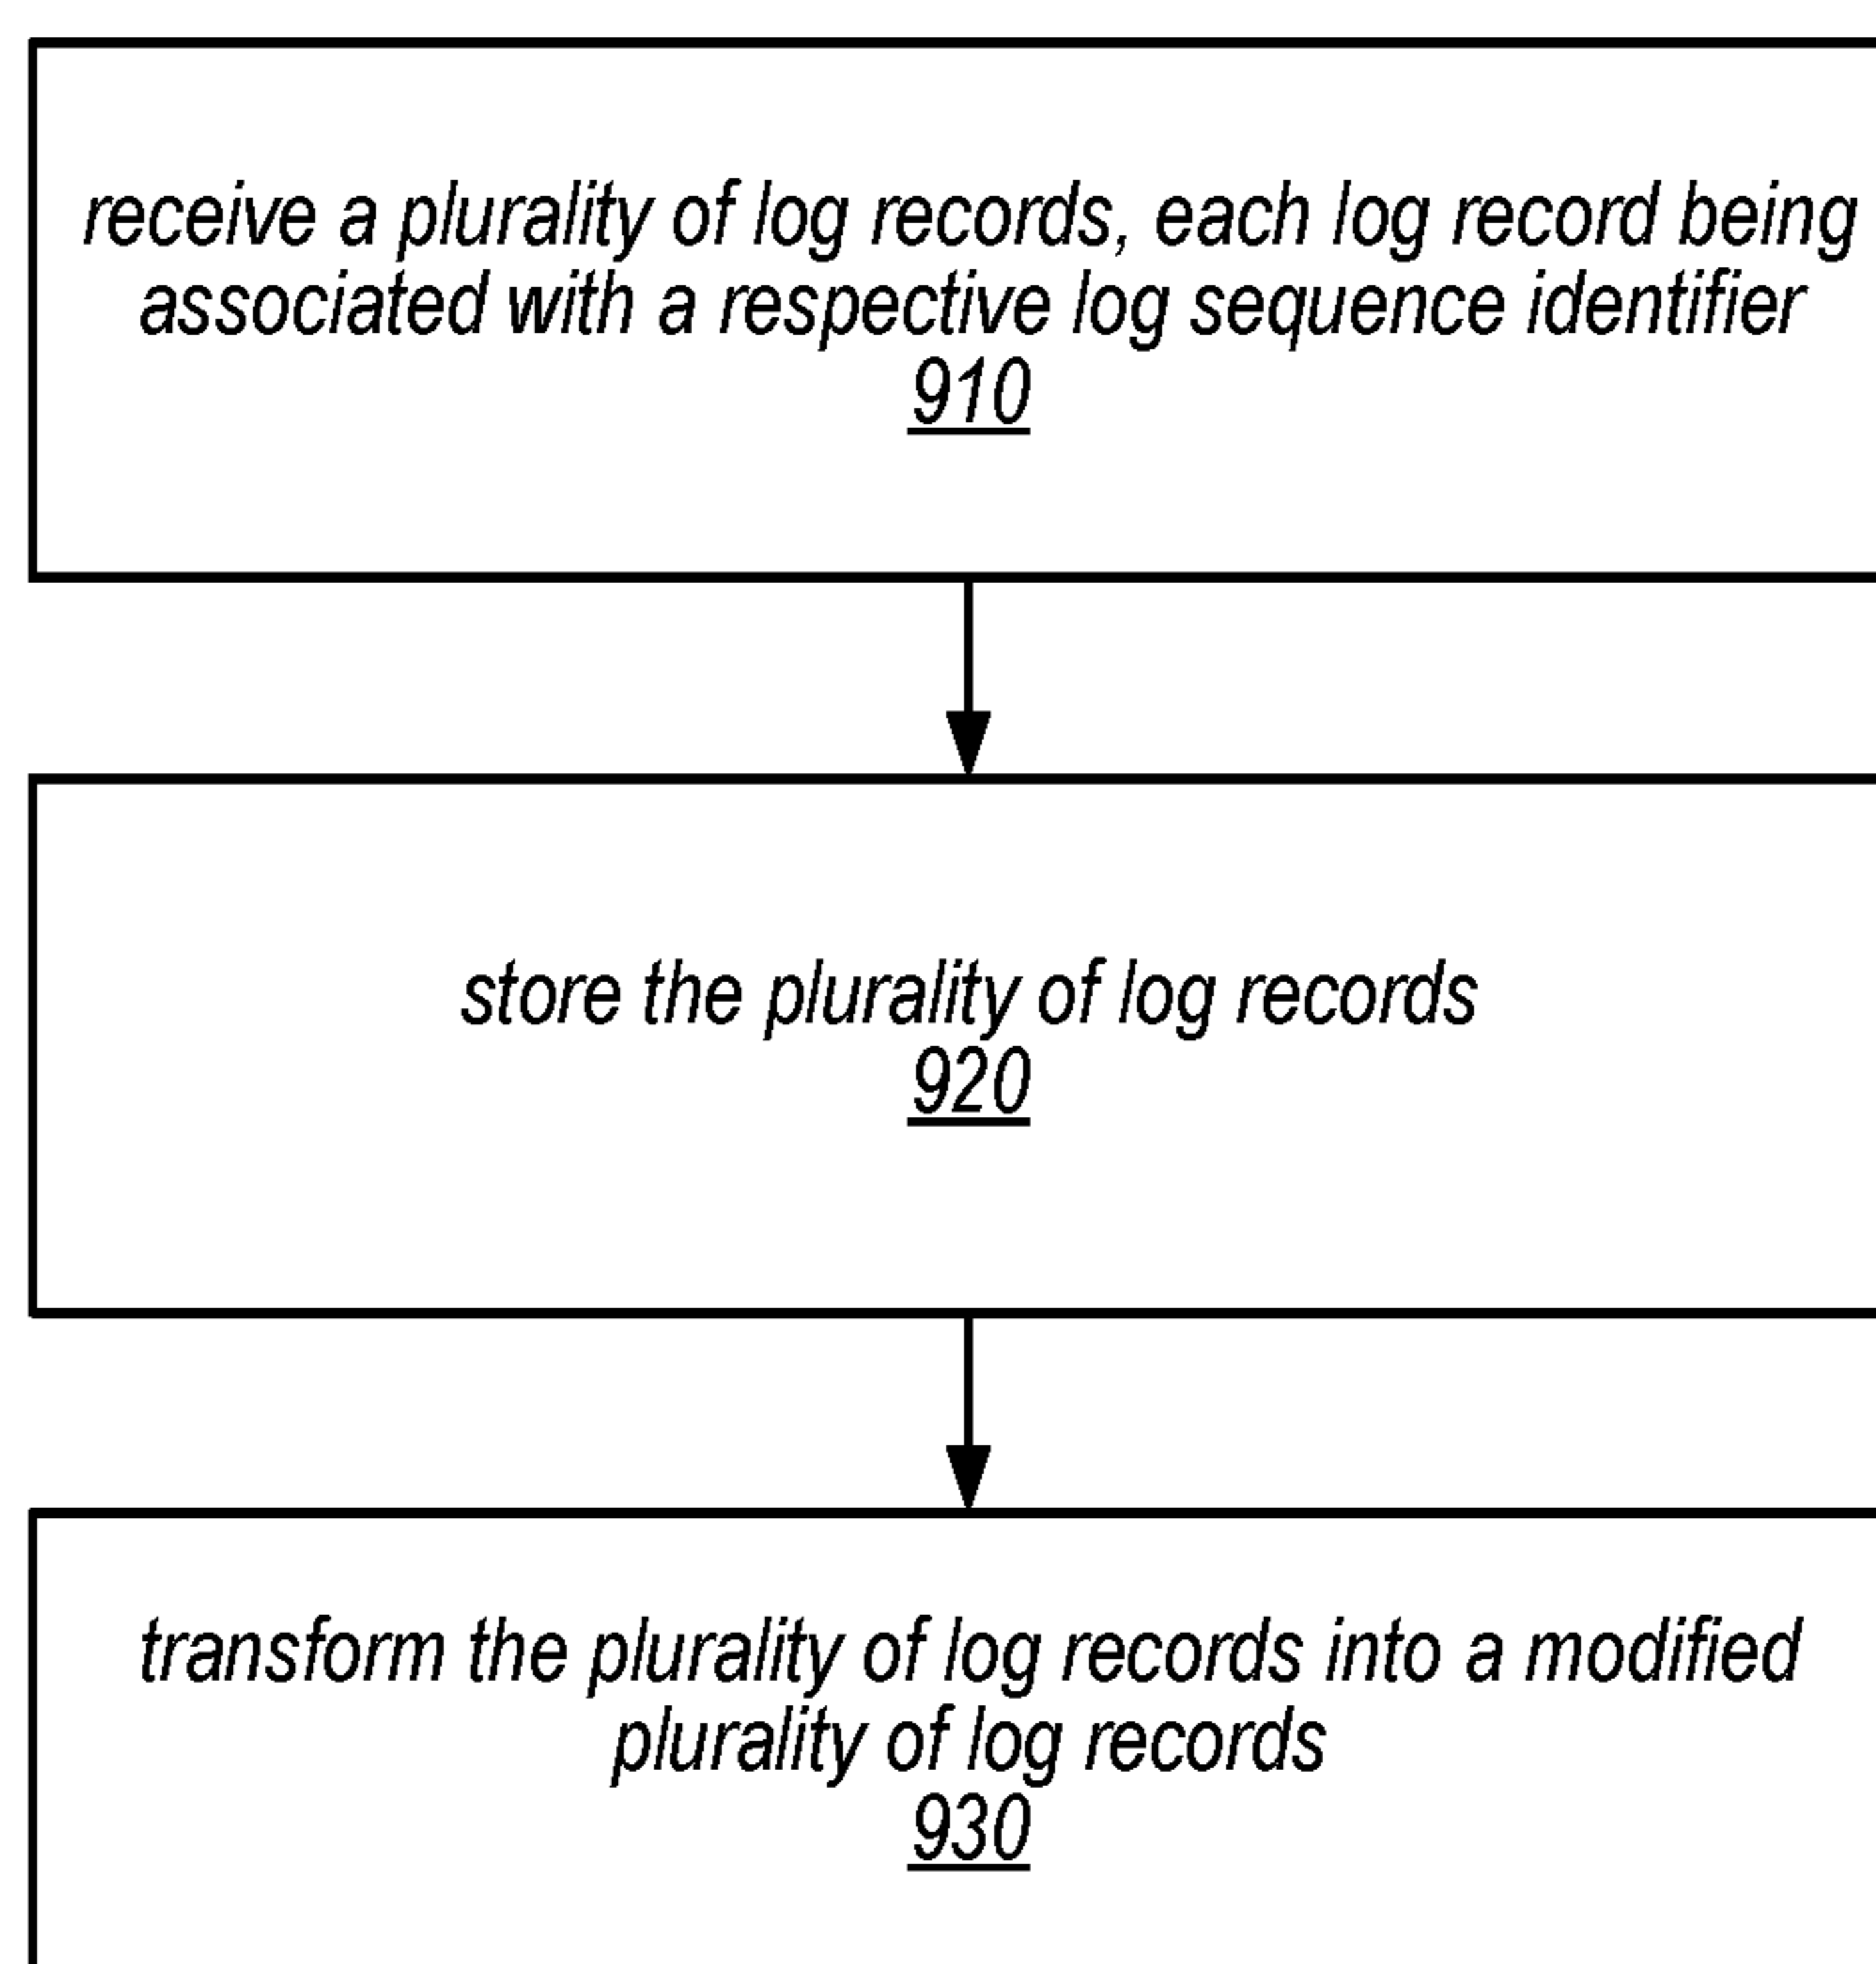 receive a plurality of log records, each log record being
associated with a respective log sequence identifier
910
store the plurality of log records
920
transform the plurality of log records into a modified
plurality of log records
930